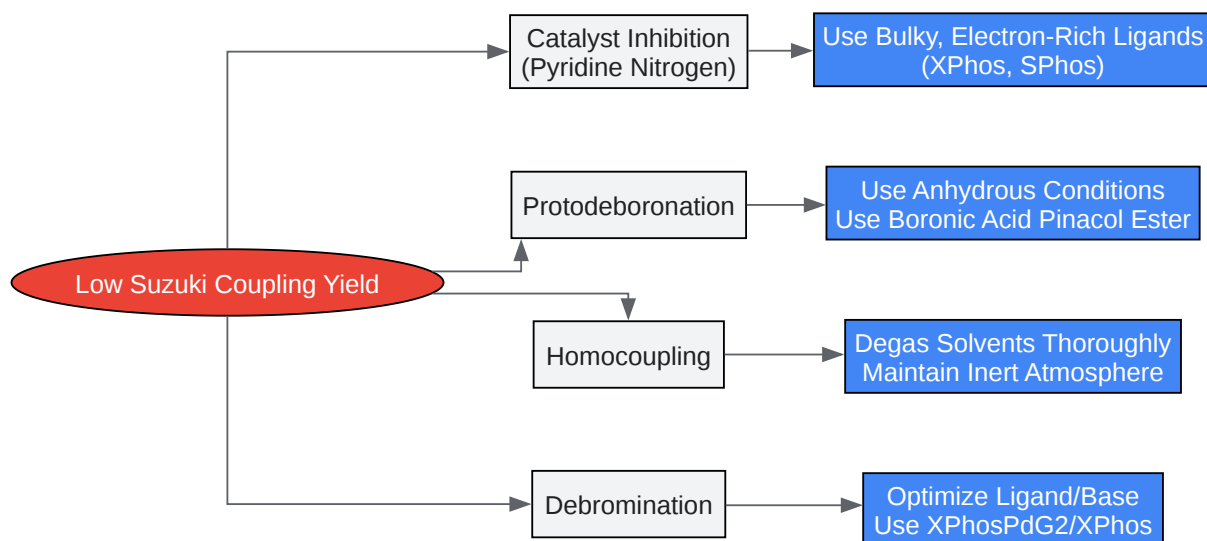 Catalyst Inhibition
(Pyridine Nitrogen)
Use Bulky, Electron-Rich Ligands
(XPhos, SPhos)
Protodeboronation
Use Anhydrous Conditions
Use Boronic Acid Pinacol Ester
Low Suzuki Coupling Yield
Homocoupling
Degas Solvents Thoroughly
Maintain Inert Atmosphere
Debromination
Optimize Ligand/Base
Use XPhosPdG2/XPhos